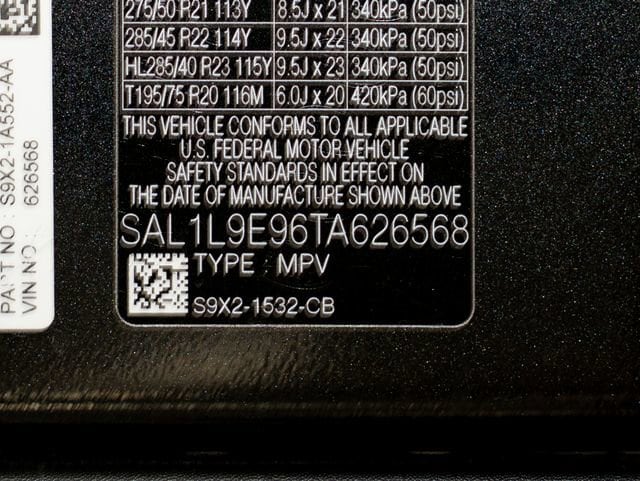 275/50 R21 113Y 8.5J x 21 340kPa (50psi)
285/45 R22 114Y 9.5J x 22 340kPa (50psi)
HL285/40 R23 115Y 9.5J x 23 340kPa (50psi)
T195/75 R20 116M 6.0J x 20 420kPa (60psi)
THIS VEHICLE CONFORMS TO ALL APPLICABLE
U.S. FEDERAL MOTOR VEHICLE
SAFETY STANDARDS IN EFFECT ON
THE DATE OF MANUFACTURE SHOWN ABOVE
SAL1L9E96TA626568
TYPE : MPV
S9X2-1532-CB
PART NO : S9X2-1A552-AA
VIN NO : 626568